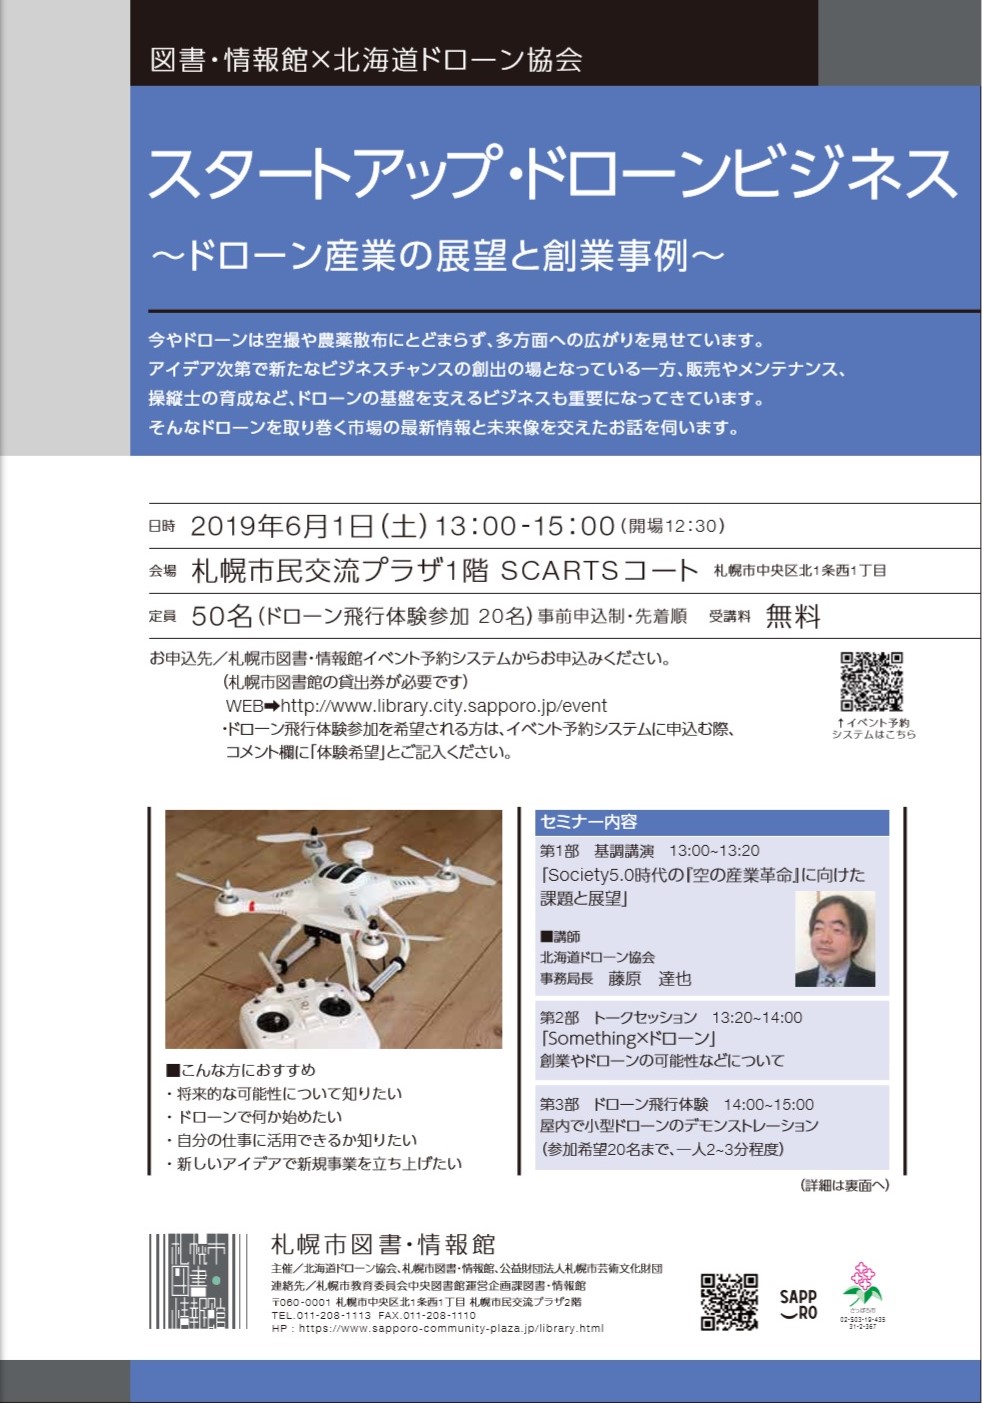 図書・情報館×北海道ドローン協会
スタートアップ・ドローンビジネス
～ドローン産業の展望と創業事例～
今やドローンは空撮や農薬散布にとどまらず、多方面への広がりを見せています。
アイデア次第で新たなビジネスチャンスの創出の場となっている一方、販売やメンテナンス、
操縦士の育成など、ドローンの基盤を支えるビジネスも重要になってきています。
そんなドローンを取り巻く市場の最新情報と未来像を交えたお話を伺います。
日時 2019年6月1日(土)13:00-15:00(開場12:30)
会場 札幌市民交流プラザ1階 SCARTSコート 札幌市中央区北1条西1丁目
定員 50名(ドローン飛行体験参加 20名)事前申込制・先着順 受講料 無料
お申込先／札幌市図書・情報館イベント予約システムからお申込みください。
(札幌市図書館の貸出券が必要です)
WEB➡http://www.library.city.sapporo.jp/event
・ドローン飛行体験参加を希望される方は、イベント予約システムに申込む際、
コメント欄に「体験希望」とご記入ください。
↑イベント予約
システムはこちら
■こんな方におすすめ
・将来的な可能性について知りたい
・ドローンで何か始めたい
・自分の仕事に活用できるか知りたい
・新しいアイデアで新規事業を立ち上げたい
セミナー内容
第1部 基調講演 13:00~13:20
「Society5.0時代の『空の産業革命』に向けた
課題と展望」
■講師
北海道ドローン協会
事務局長 藤原 達也
第2部 トークセッション 13:20~14:00
「Something×ドローン」
創業やドローンの可能性などについて
第3部 ドローン飛行体験 14:00~15:00
屋内で小型ドローンのデモンストレーション
(参加希望20名まで、一人2~3分程度)
(詳細は裏面へ)
札幌市
図書・
情報館
札幌市図書・情報館
主催／北海道ドローン協会、札幌市図書・情報館、公益財団法人札幌市芸術文化財団
連絡先／札幌市教育委員会中央図書館運営企画課図書・情報館
〒060-0001 札幌市中央区北1条西1丁目 札幌市民交流プラザ2階
TEL.011-208-1113 FAX.011-208-1110
HP：https://www.sapporo-community-plaza.jp/library.html
SAPP
RO
さっぽろ市
02-S03-19-435
31-2-367